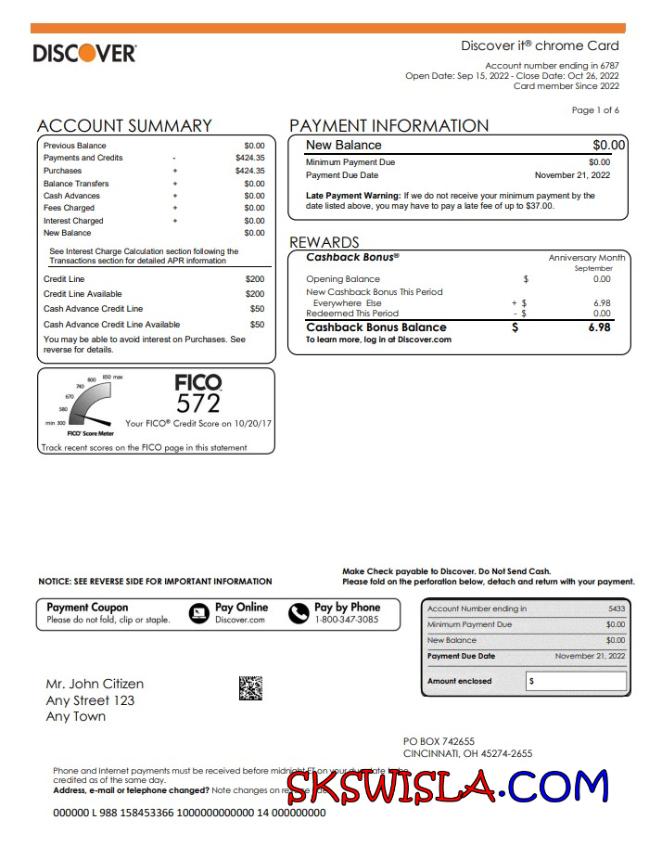 DISCOVER
Discover it® chrome Card
Account number ending in 6787
Open Date: Sep 15, 2022 - Close Date: Oct 26, 2022
Card member Since 2022
Page 1 of 6
ACCOUNT SUMMARY
Previous Balance $0.00
Payments and Credits - $424.35
Purchases + $424.35
Balance Transfers + $0.00
Cash Advances + $0.00
Fees Charged + $0.00
Interest Charged + $0.00
New Balance $0.00
See Interest Charge Calculation section following the
Transactions section for detailed APR information
Credit Line $200
Credit Line Available $200
Cash Advance Credit Line $50
Cash Advance Credit Line Available $50
You may be able to avoid interest on Purchases. See
reverse for details.
PAYMENT INFORMATION
New Balance $0.00
Minimum Payment Due $0.00
Payment Due Date November 21, 2022
Late Payment Warning: If we do not receive your minimum payment by the
date listed above, you may have to pay a late fee of up to $37.00.
REWARDS
Cashback Bonus® Anniversary Month
September
Opening Balance $ 0.00
New Cashback Bonus This Period
Everywhere Else + $ 6.98
Redeemed This Period - $ 0.00
Cashback Bonus Balance $ 6.98
To learn more, log in at Discover.com
800 850 max
740
670
580
min 300
FICO® Score Meter
FICO
572
Your FICO® Credit Score on 10/20/17
Track recent scores on the FICO page in this statement
NOTICE: SEE REVERSE SIDE FOR IMPORTANT INFORMATION
Make Check payable to Discover. Do Not Send Cash.
Please fold on the perforation below, detach and return with your payment.
Payment Coupon
Please do not fold, clip or staple.
Pay Online
Discover.com
Pay by Phone
1-800-347-3085
Account Number ending in 5433
Minimum Payment Due $0.00
New Balance $0.00
Payment Due Date November 21, 2022
Amount enclosed $
Mr. John Citizen
Any Street 123
Any Town
PO BOX 742655
CINCINNATI, OH 45274-2655
Phone and Internet payments must be received before midnight ET on your due date to be
credited as of the same day.
Address, e-mail or telephone changed? Note changes on
000000 L 988 158453366 1000000000000 14 000000000
SKSWISLA.COM